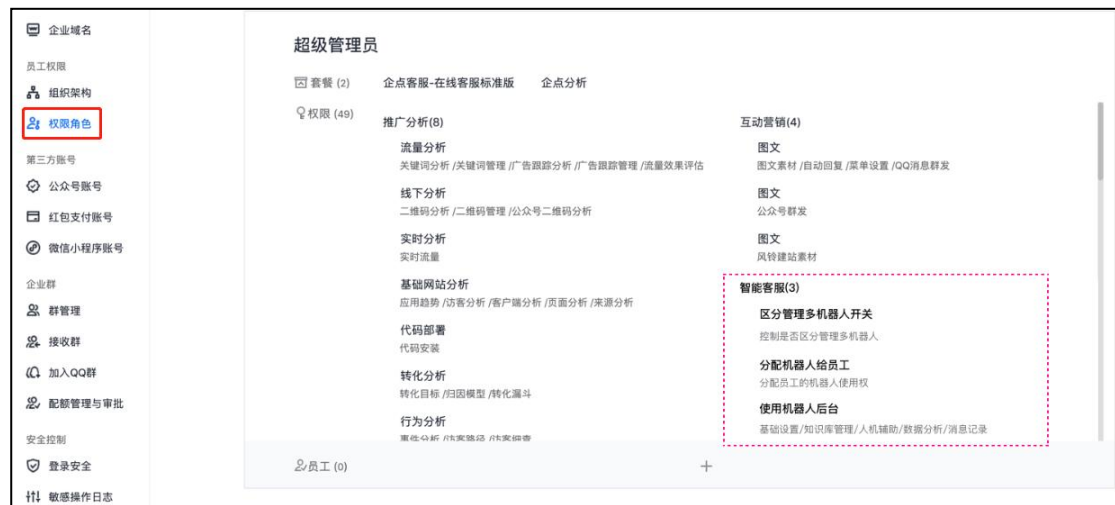 企业域名
员工权限
组织架构
权限角色
第三方账号
公众号账号
红包支付账号
微信小程序账号
企业群
群管理
接收群
加入QQ群
配额管理与审批
安全控制
登录安全
敏感操作日志
超级管理员
套餐 (2) 企点客服-在线客服标准版 企点分析
权限 (49)
推广分析(8)
流量分析
关键词分析 /关键词管理 /广告跟踪分析 /广告跟踪管理 /流量效果评估
线下分析
二维码分析 /二维码管理 /公众号二维码分析
实时分析
实时流量
基础网站分析
应用趋势 /访客分析 /客户端分析 /页面分析 /来源分析
代码部署
代码安装
转化分析
转化目标 /归因模型 /转化漏斗
行为分析
事件分析 /访客路径 /访客细查
互动营销(4)
图文
图文素材 /自动回复 /菜单设置 /QQ消息群发
图文
公众号群发
图文
风铃建站素材
智能客服(3)
区分管理多机器人开关
控制是否区分管理多机器人
分配机器人给员工
分配员工的机器人使用权
使用机器人后台
基础设置/知识库管理/人机辅助/数据分析/消息记录
员工 (0)